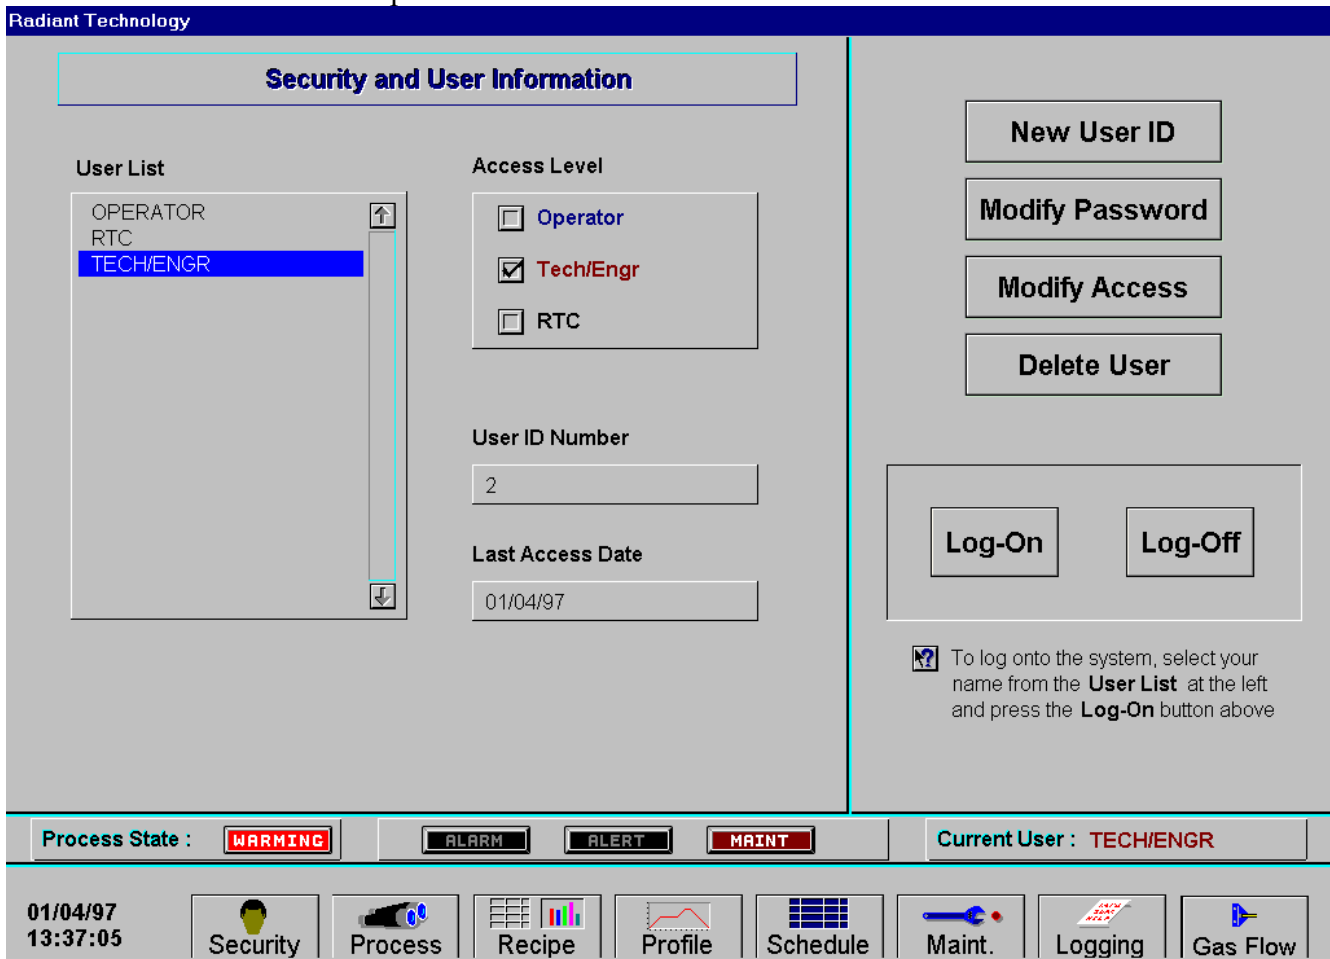 Radiant Technology
Security and User Information
User List
OPERATOR
RTC
TECH/ENGR
Access Level
Operator
Tech/Engr
RTC
User ID Number
2
Last Access Date
01/04/97
New User ID
Modify Password
Modify Access
Delete User
Log-On
Log-Off
To log onto the system, select your
name from the User List at the left
and press the Log-On button above
Process State :
WARMING
ALARM
ALERT
MAINT
Current User : TECH/ENGR
01/04/97
13:37:05
Security
Process
Recipe
Profile
Schedule
Maint.
Logging
Gas Flow